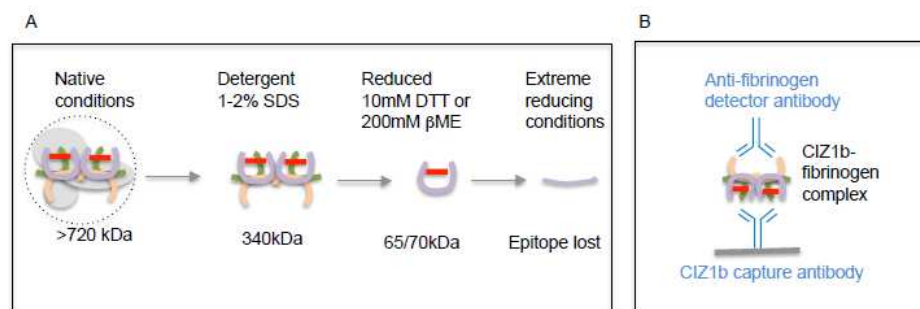 A
Native
conditions
>720 kDa
Detergent
1-2% SDS
340kDa
Reduced
10mM DTT or
200mM βME
65/70kDa
Extreme
reducing
conditions
Epitope lost
B
Anti-fibrinogen
detector antibody
CIZ1b-
fibrinogen
complex
CIZ1b capture antibody